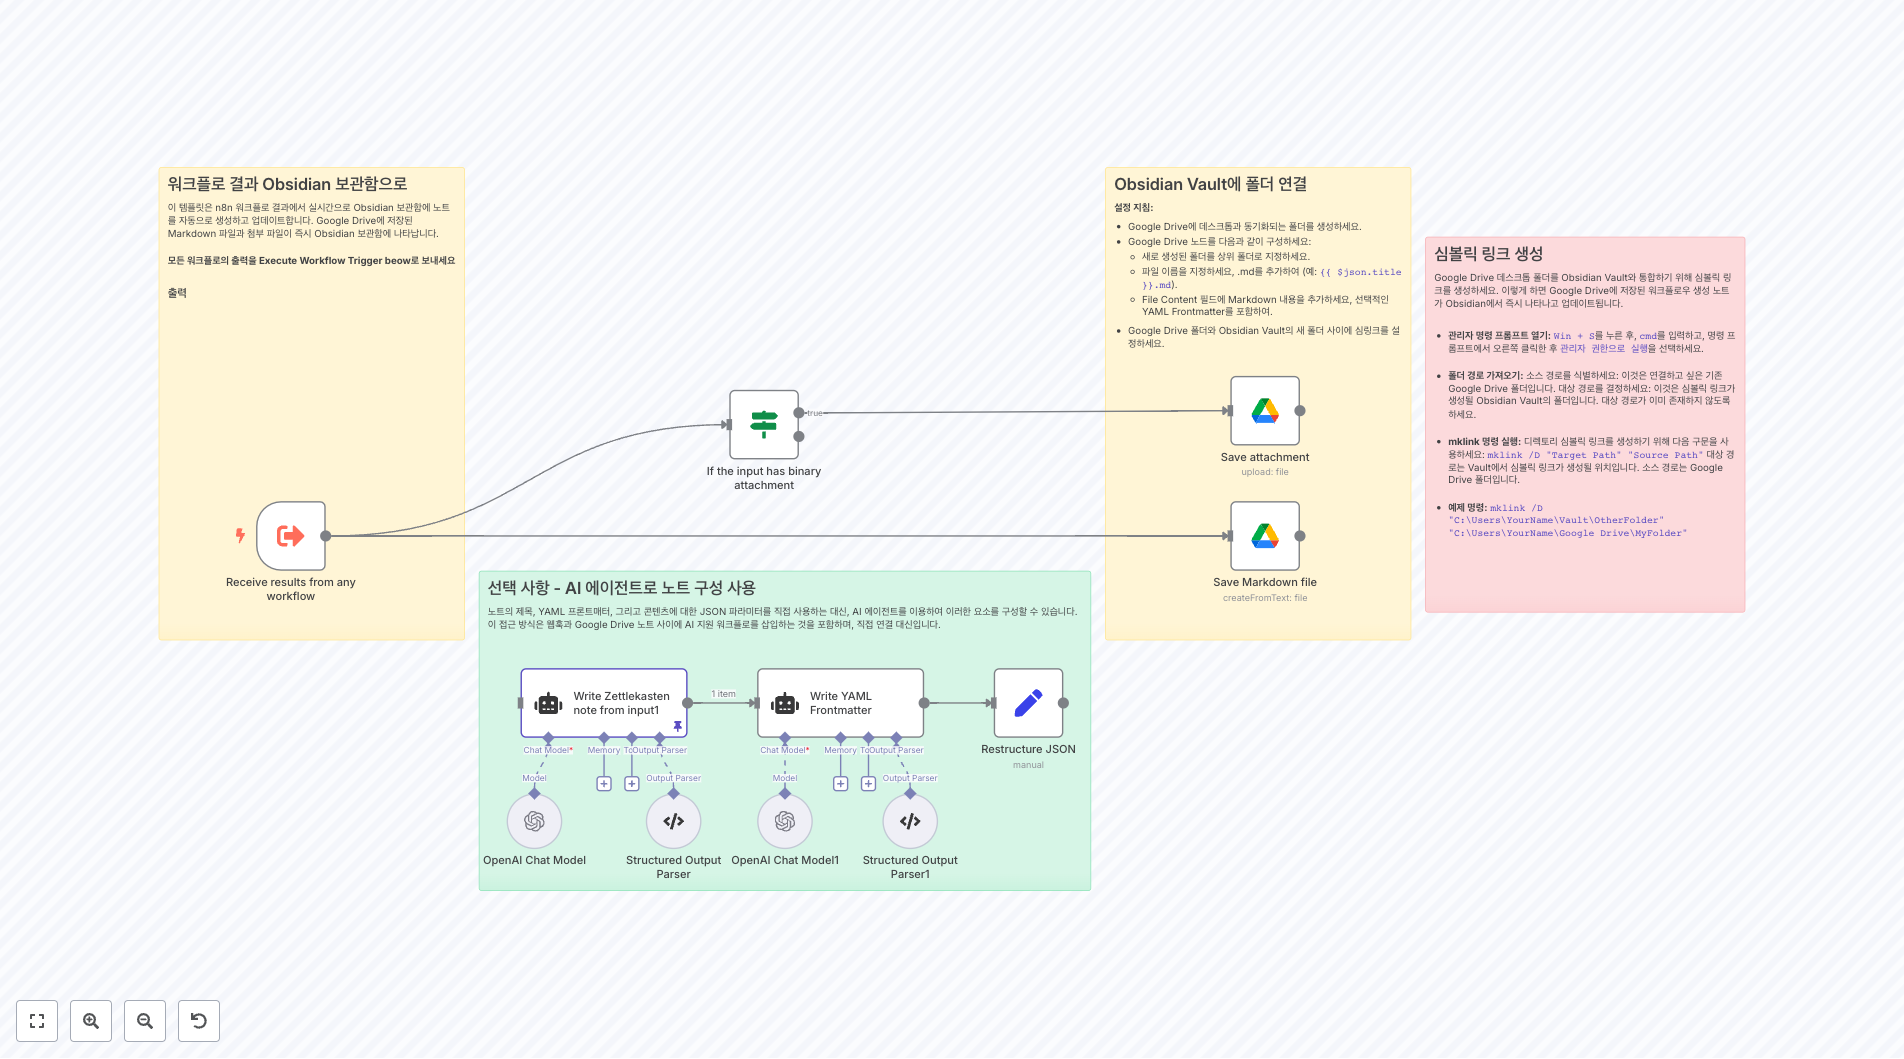 워크플로 결과 Obsidian 보관함으로
이 템플릿은 n8n 워크플로 결과에서 실시간으로 Obsidian 보관함에 노트
를 자동으로 생성하고 업데이트합니다. Google Drive에 저장된
Markdown 파일과 첨부 파일이 즉시 Obsidian 보관함에 나타납니다.
모든 워크플로의 출력을 Execute Workflow Trigger beow로 보내세요
출력
Receive results from any
workflow
true
If the input has binary
attachment
Obsidian Vault에 폴더 연결
설정 지침:
• Google Drive에 데스크톱과 동기화되는 폴더를 생성하세요.
• Google Drive 노드를 다음과 같이 구성하세요:
새로 생성된 폴더를 상위 폴더로 지정하세요.
파일 이름을 지정하세요, .md를 추가하여 (예: {{ $json.title
}}.md).
File Content 필드에 Markdown 내용을 추가하세요, 선택적인
YAML Frontmatter를 포함하여.
• Google Drive 폴더와 Obsidian Vault의 새 폴더 사이에 심링크를 설
정하세요.
Save attachment
upload: file
Save Markdown file
createFromText: file
심볼릭 링크 생성
Google Drive 데스크톱 폴더를 Obsidian Vault와 통합하기 위해 심볼릭 링
크를 생성하세요. 이렇게 하면 Google Drive에 저장된 워크플로우 생성 노트
가 Obsidian에서 즉시 나타나고 업데이트됩니다.
• 관리자 명령 프롬프트 열기: Win + S를 누른 후, cmd를 입력하고, 명령 프
롬프트에서 오른쪽 클릭한 후 관리자 권한으로 실행을 선택하세요.
• 폴더 경로 가져오기: 소스 경로를 식별하세요: 이것은 연결하고 싶은 기존
Google Drive 폴더입니다. 대상 경로를 결정하세요: 이것은 심볼릭 링크가
생성될 Obsidian Vault의 폴더입니다. 대상 경로가 이미 존재하지 않도록
하세요.
• mklink 명령 실행: 디렉토리 심볼릭 링크를 생성하기 위해 다음 구문을 사
용하세요: mklink /D "Target Path" "Source Path" 대상 경
로는 Vault에서 심볼릭 링크가 생성될 위치입니다. 소스 경로는 Google
Drive 폴더입니다.
• 예제 명령: mklink /D
"C:\Users\YourName\Vault\OtherFolder"
"C:\Users\YourName\Google Drive\MyFolder"
선택 사항 - AI 에이전트로 노트 구성 사용
노트의 제목, YAML 프론트매터, 그리고 콘텐츠에 대한 JSON 파라미터를 직접 사용하는 대신, AI 에이전트를 이용하여 이러한 요소를 구성할 수 있습니다.
이 접근 방식은 웹훅과 Google Drive 노트 사이에 AI 지원 워크플로를 삽입하는 것을 포함하며, 직접 연결 대신입니다.
Write Zettlekasten
note from input1
1 item
Write YAML
Frontmatter
Restructure JSON
manual
Chat Model* Memory To Output Parser
Chat Model* Memory To Output Parser
Model Output Parser Model Output Parser
OpenAI Chat Model
Structured Output
Parser
OpenAI Chat Model1
Structured Output
Parser1